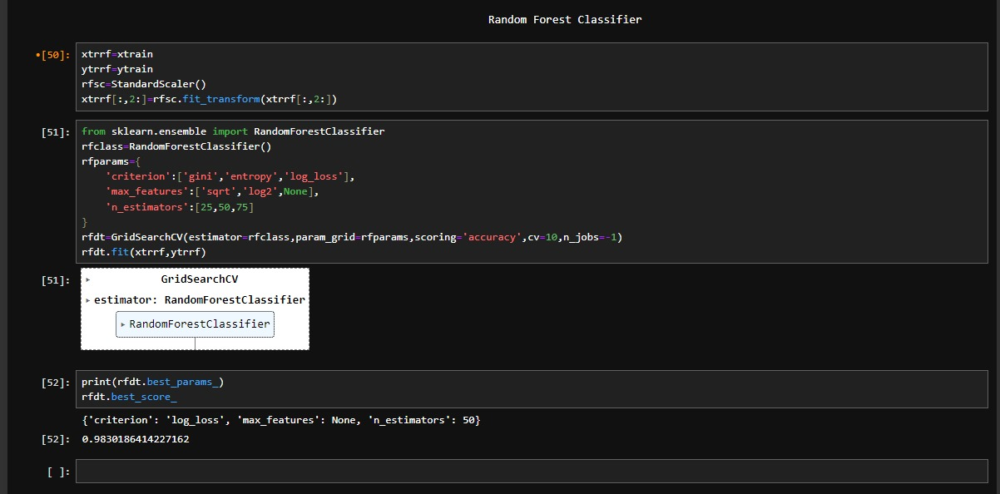 Random Forest Classifier
•[50]:
xtrrf=xtrain
ytrrf=ytrain
rfsc=StandardScaler()
xtrrf[:,2:]=rfsc.fit_transform(xtrrf[:,2:])
[51]:
from sklearn.ensemble import RandomForestClassifier
rfclass=RandomForestClassifier()
rfparams={
    'criterion':['gini','entropy','log_loss'],
    'max_features':['sqrt','log2',None],
    'n_estimators':[25,50,75]
}
rfdt=GridSearchCV(estimator=rfclass,param_grid=rfparams,scoring='accuracy',cv=10,n_jobs=-1)
rfdt.fit(xtrrf,ytrrf)
[51]:
▸ GridSearchCV
▸ estimator: RandomForestClassifier
▸ RandomForestClassifier
[52]:
print(rfdt.best_params_)
rfdt.best_score_
{'criterion': 'log_loss', 'max_features': None, 'n_estimators': 50}
[52]: 0.9830186414227162
[ ]: